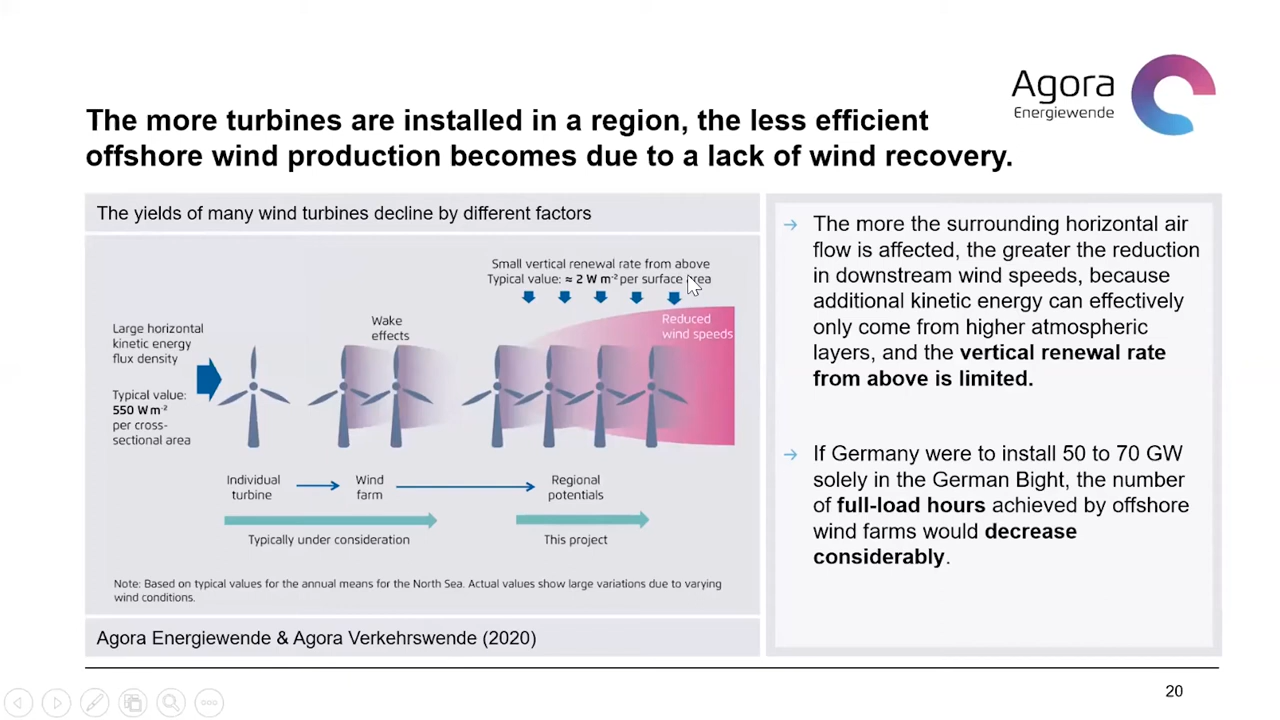 Agora
Energiewende
The more turbines are installed in a region, the less efficient
offshore wind production becomes due to a lack of wind recovery.
The yields of many wind turbines decline by different factors
Small vertical renewal rate from above
Typical value: ≈ 2 W m⁻² per surface area
Reduced
wind speeds
Wake
effects
Large horizontal
kinetic energy
flux density
Typical value:
550 W m⁻²
per cross-
sectional area
Individual
turbine
Wind
farm
Regional
potentials
Typically under consideration
This project
Note: Based on typical values for the annual means for the North Sea. Actual values show large variations due to varying
wind conditions.
Agora Energiewende & Agora Verkehrswende (2020)
→ The more the surrounding horizontal air
flow is affected, the greater the reduction
in downstream wind speeds, because
additional kinetic energy can effectively
only come from higher atmospheric
layers, and the vertical renewal rate
from above is limited.
→ If Germany were to install 50 to 70 GW
solely in the German Bight, the number
of full-load hours achieved by offshore
wind farms would decrease
considerably.
20